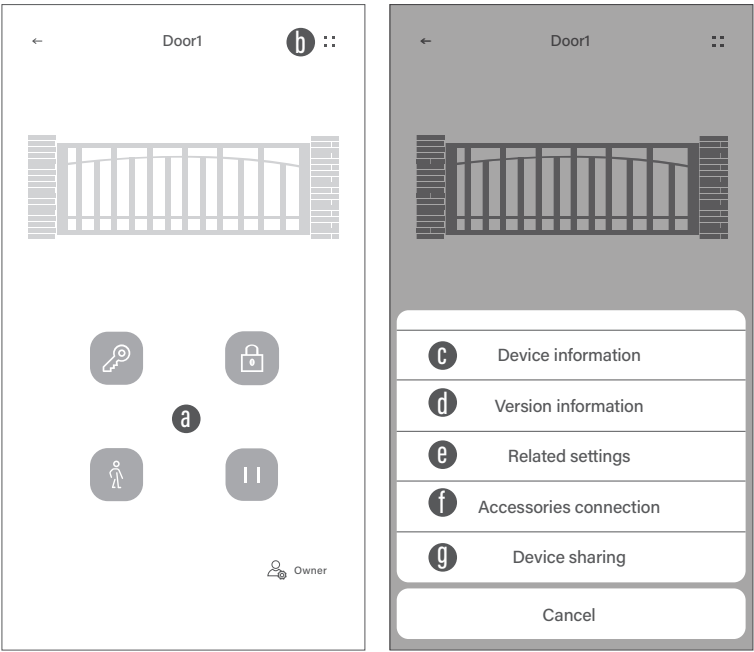 ←
Door1
b
a
Owner
←
Door1
c
Device information
d
Version information
e
Related settings
f
Accessories connection
g
Device sharing
Cancel